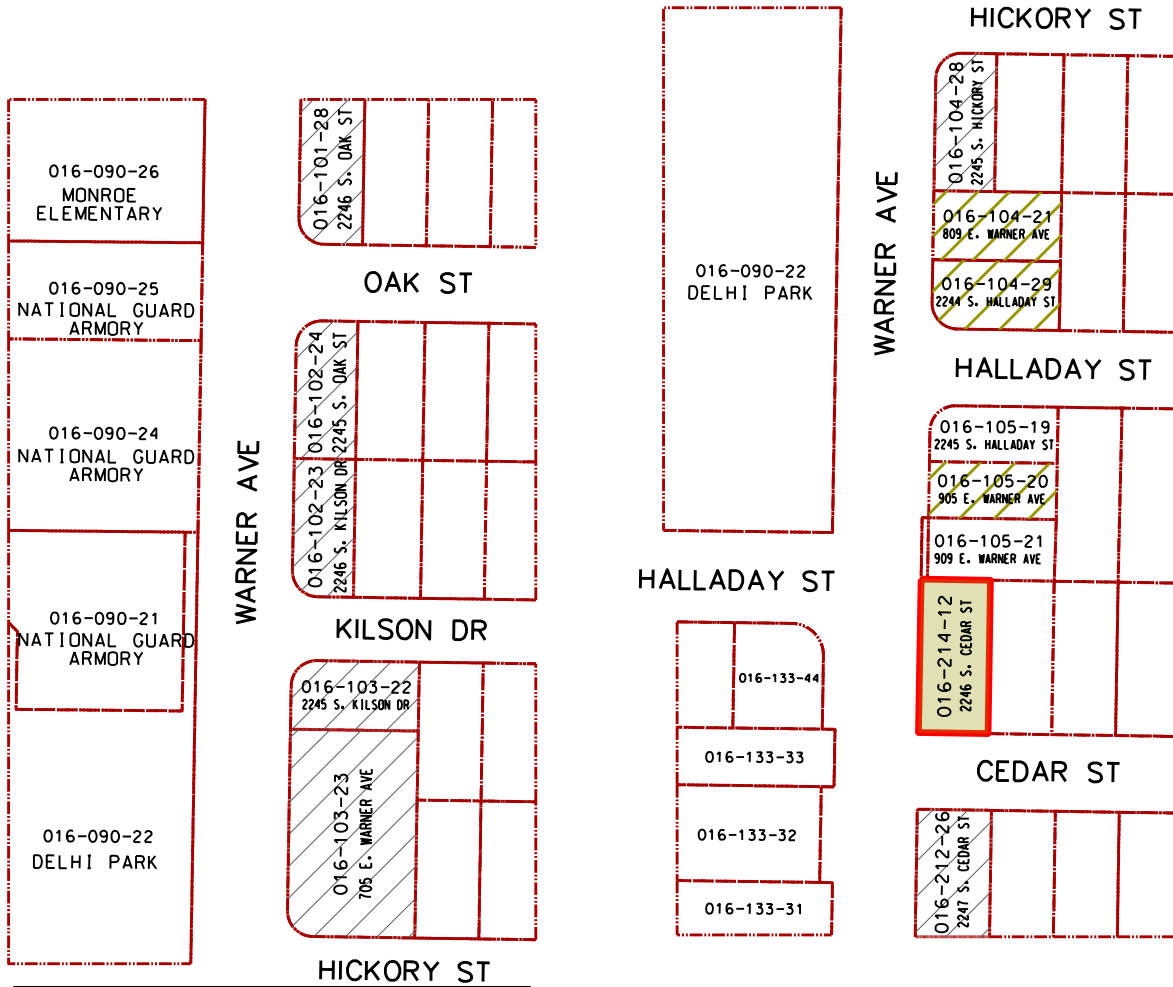 016-090-26
MONROE
ELEMENTARY
016-090-25
NATIONAL GUARD
ARMORY
016-090-24
NATIONAL GUARD
ARMORY
016-090-21
NATIONAL GUARD
ARMORY
016-090-22
DELHI PARK
WARNER AVE
016-101-28
2246 S. OAK ST
OAK ST
016-102-24
2245 S. OAK ST
016-102-23
2246 S. KILSON DR
KILSON DR
016-103-22
2245 S. KILSON DR
016-103-23
705 E. WARNER AVE
HICKORY ST
016-090-22
DELHI PARK
HALLADAY ST
016-133-44
016-133-33
016-133-32
016-133-31
WARNER AVE
HICKORY ST
016-104-28
2245 S. HICKORY ST
016-104-21
809 E. WARNER AVE
016-104-29
2244 S. HALLADAY ST
HALLADAY ST
016-105-19
2245 S. HALLADAY ST
016-105-20
905 E. WARNER AVE
016-105-21
909 E. WARNER AVE
016-214-12
2246 S. CEDAR ST
CEDAR ST
016-212-26
2247 S. CEDAR ST